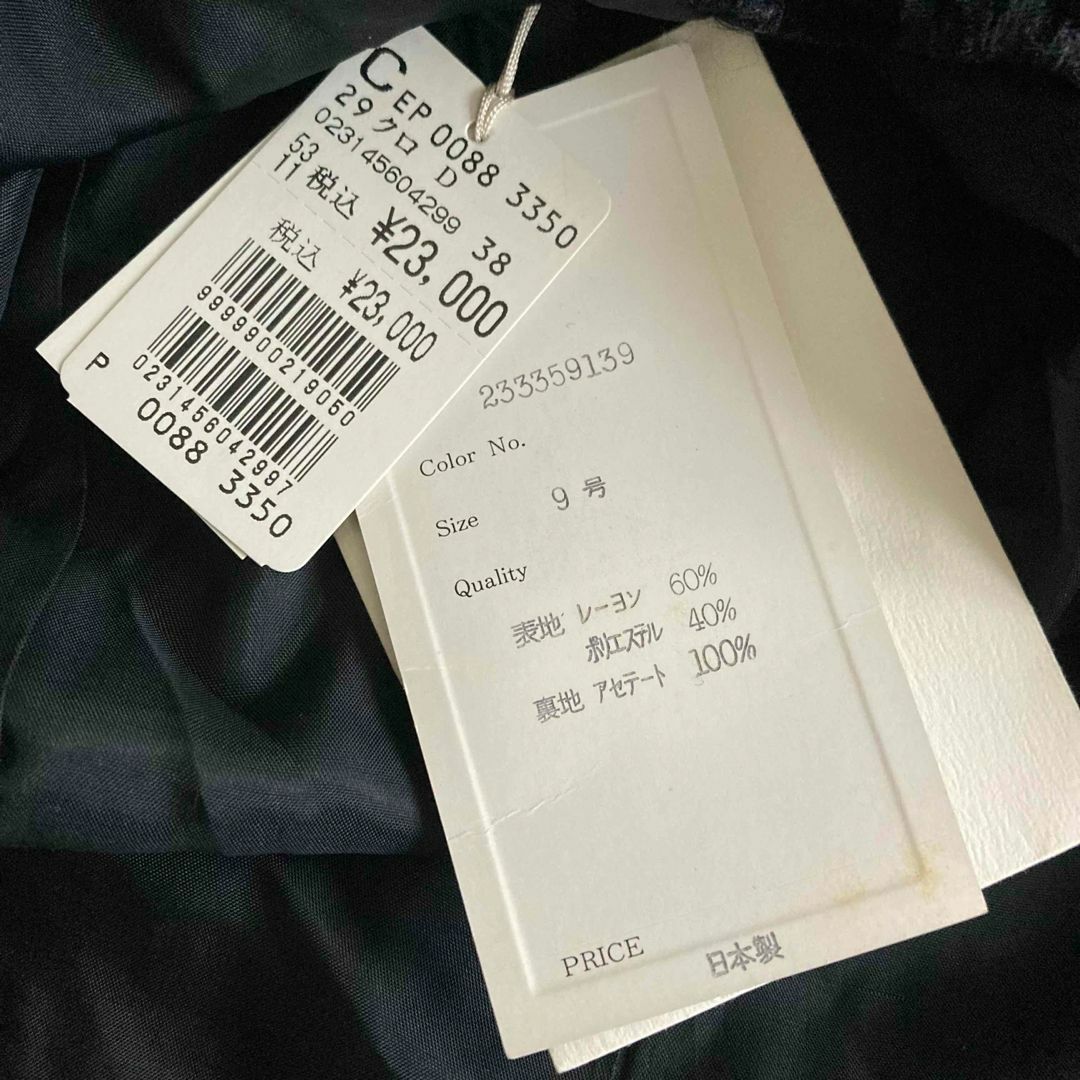 C EP 0088 3350
29 クロ D
023145604299 38
53
11 税込 ¥23,000
税込 ¥23,000
9999900219050
0231456042997
P 0088 3350
233359139
Color No.
Size 9 号
Quality
表地 レーヨン 60%
ポリエステル 40%
裏地 アセテート 100%
PRICE 日本製